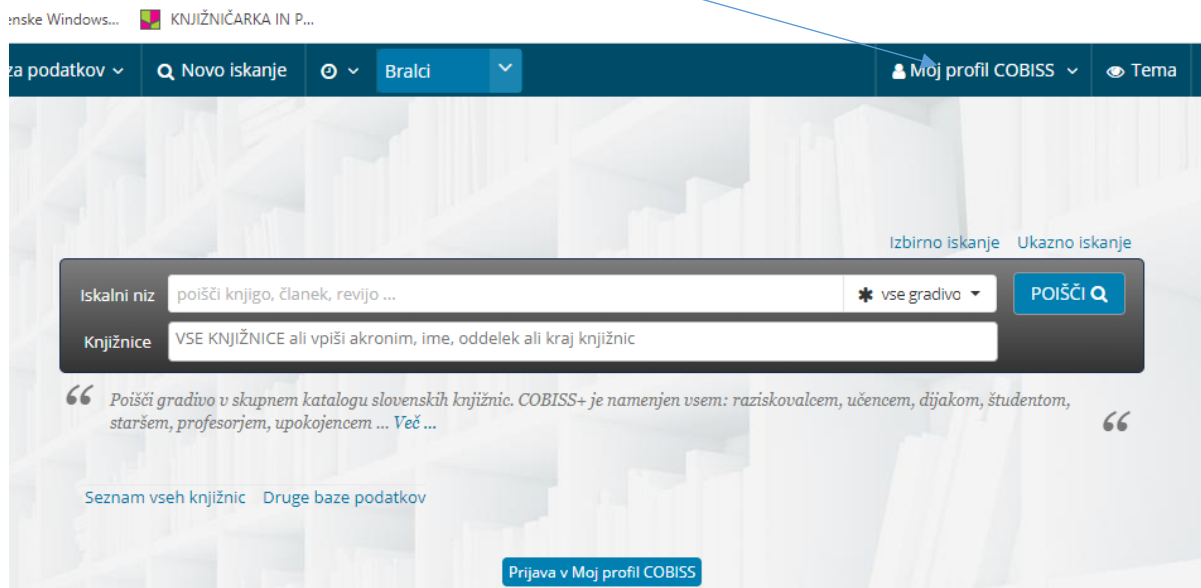 enske Windows... KNJIŽNIČARKA IN P...
za podatkov Novo iskanje Bralci Moj profil COBISS Tema
Izbirno iskanje Ukazno iskanje
Iskalni niz poišči knjigo, članek, revijo ... vse gradivo POIŠČI
Knjižnice VSE KNJIŽNICE ali vpiši akronim, ime, oddelek ali kraj knjižnic
Poišči gradivo v skupnem katalogu slovenskih knjižnic. COBISS+ je namenjen vsem: raziskovalcem, učencem, dijakom, študentom,
staršem, profesorjem, upokojencem ... Več ...
Seznam vseh knjižnic Druge baze podatkov
Prijava v Moj profil COBISS